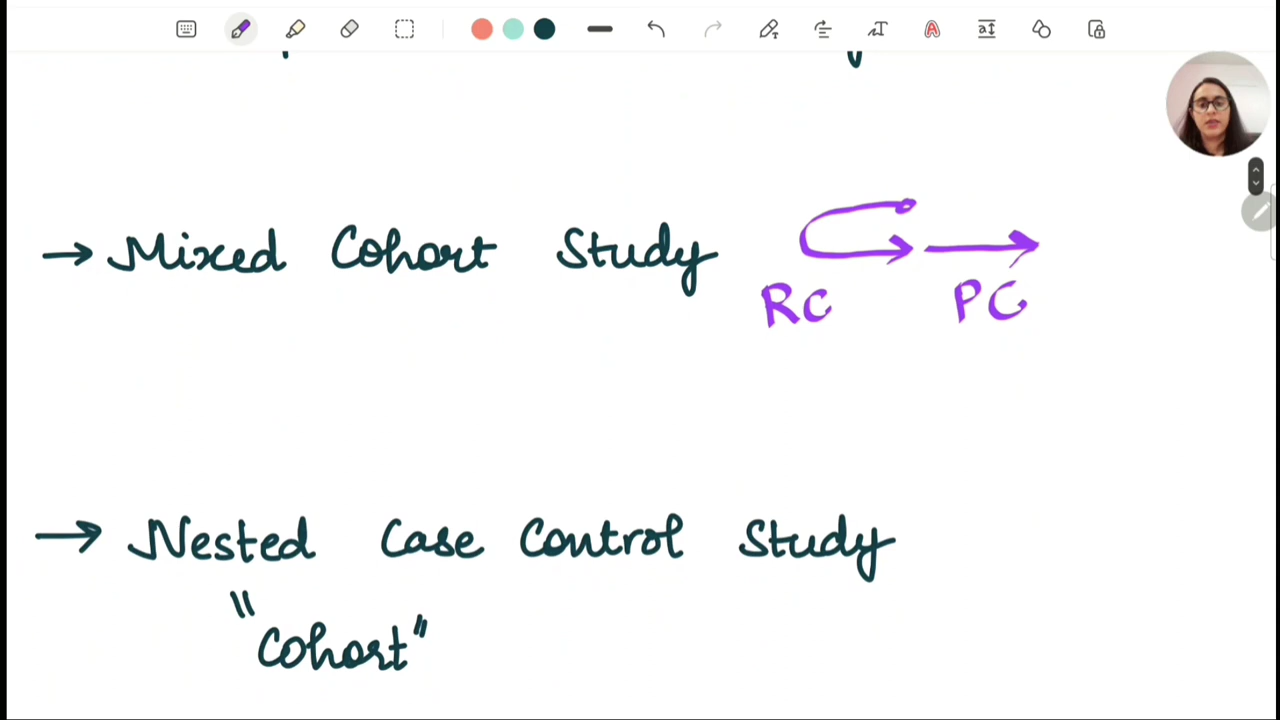 → Mixed Cohort Study
RC PC
→ Nested Case Control Study
"Cohort"